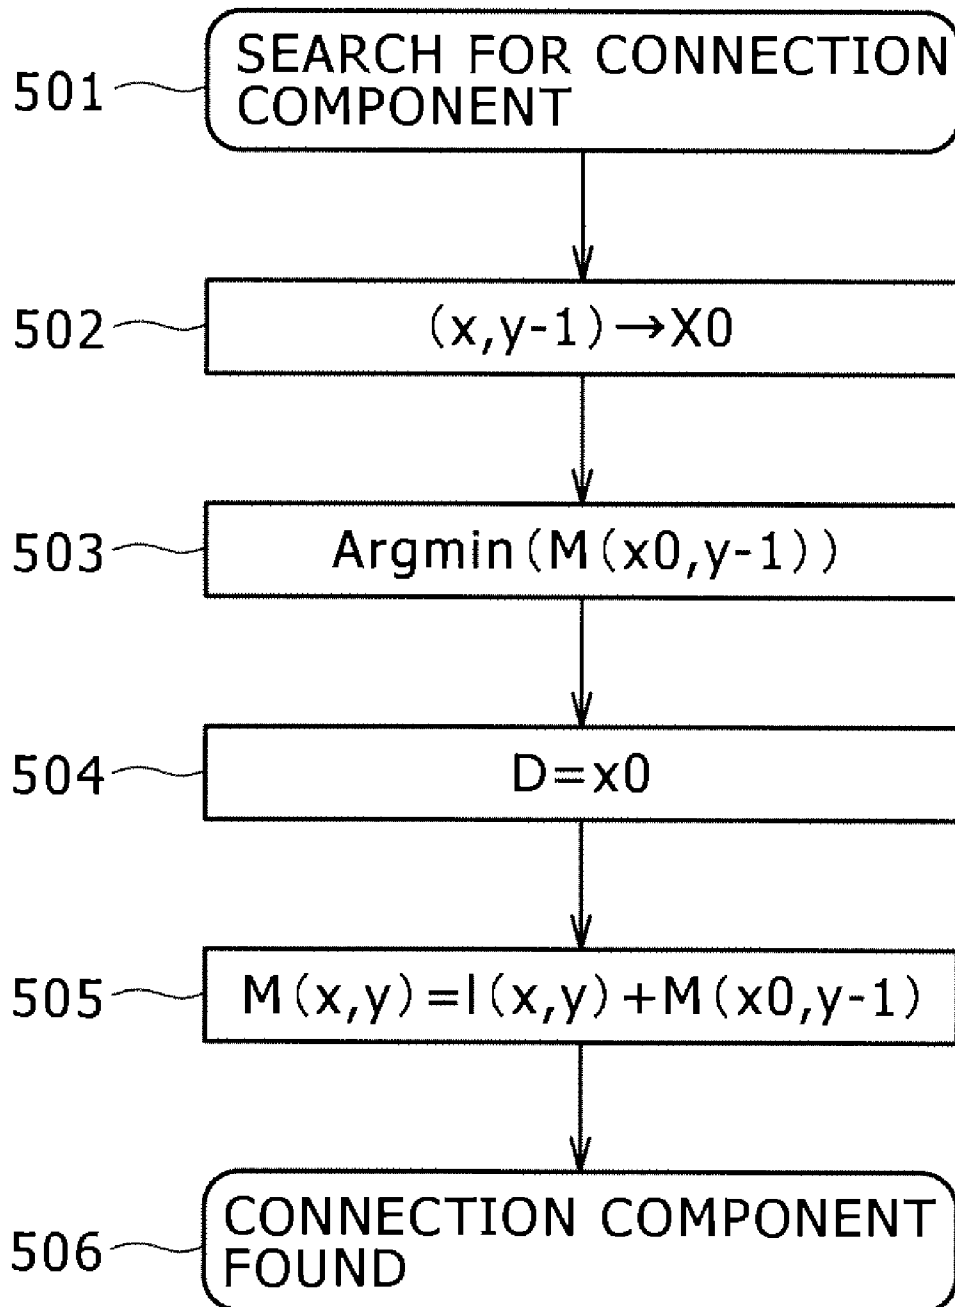 501
SEARCH FOR CONNECTION
COMPONENT
502
(x,y-1)→X0
503
Argmin(M(x0,y-1))
504
D=x0
505
M(x,y)=I(x,y)+M(x0,y-1)
506
CONNECTION COMPONENT
FOUND